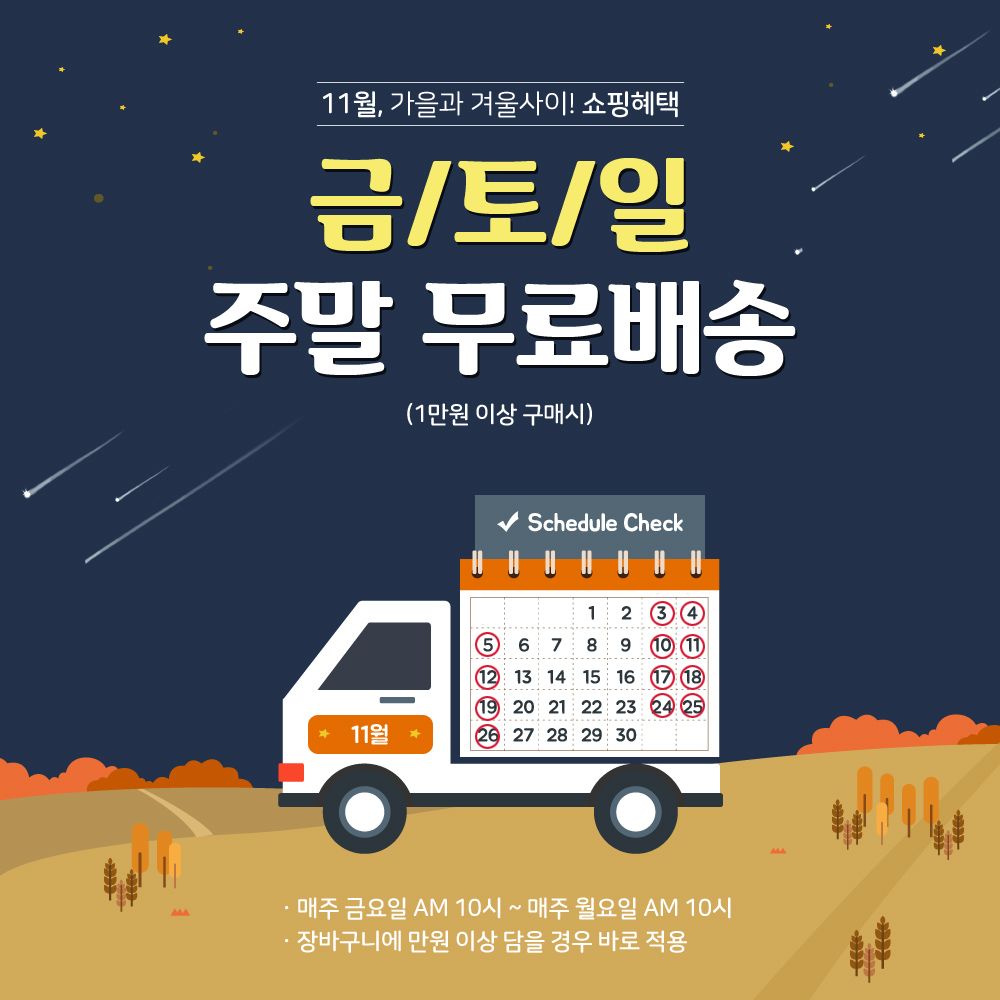 11월, 가을과 겨울사이! 쇼핑혜택
금/토/일
주말 무료배송
(1만원 이상 구매시)
Schedule Check
1 2 3 4
5 6 7 8 9 10 11
12 13 14 15 16 17 18
19 20 21 22 23 24 25
26 27 28 29 30
11월
· 매주 금요일 AM 10시 ~ 매주 월요일 AM 10시
· 장바구니에 만원 이상 담을 경우 바로 적용